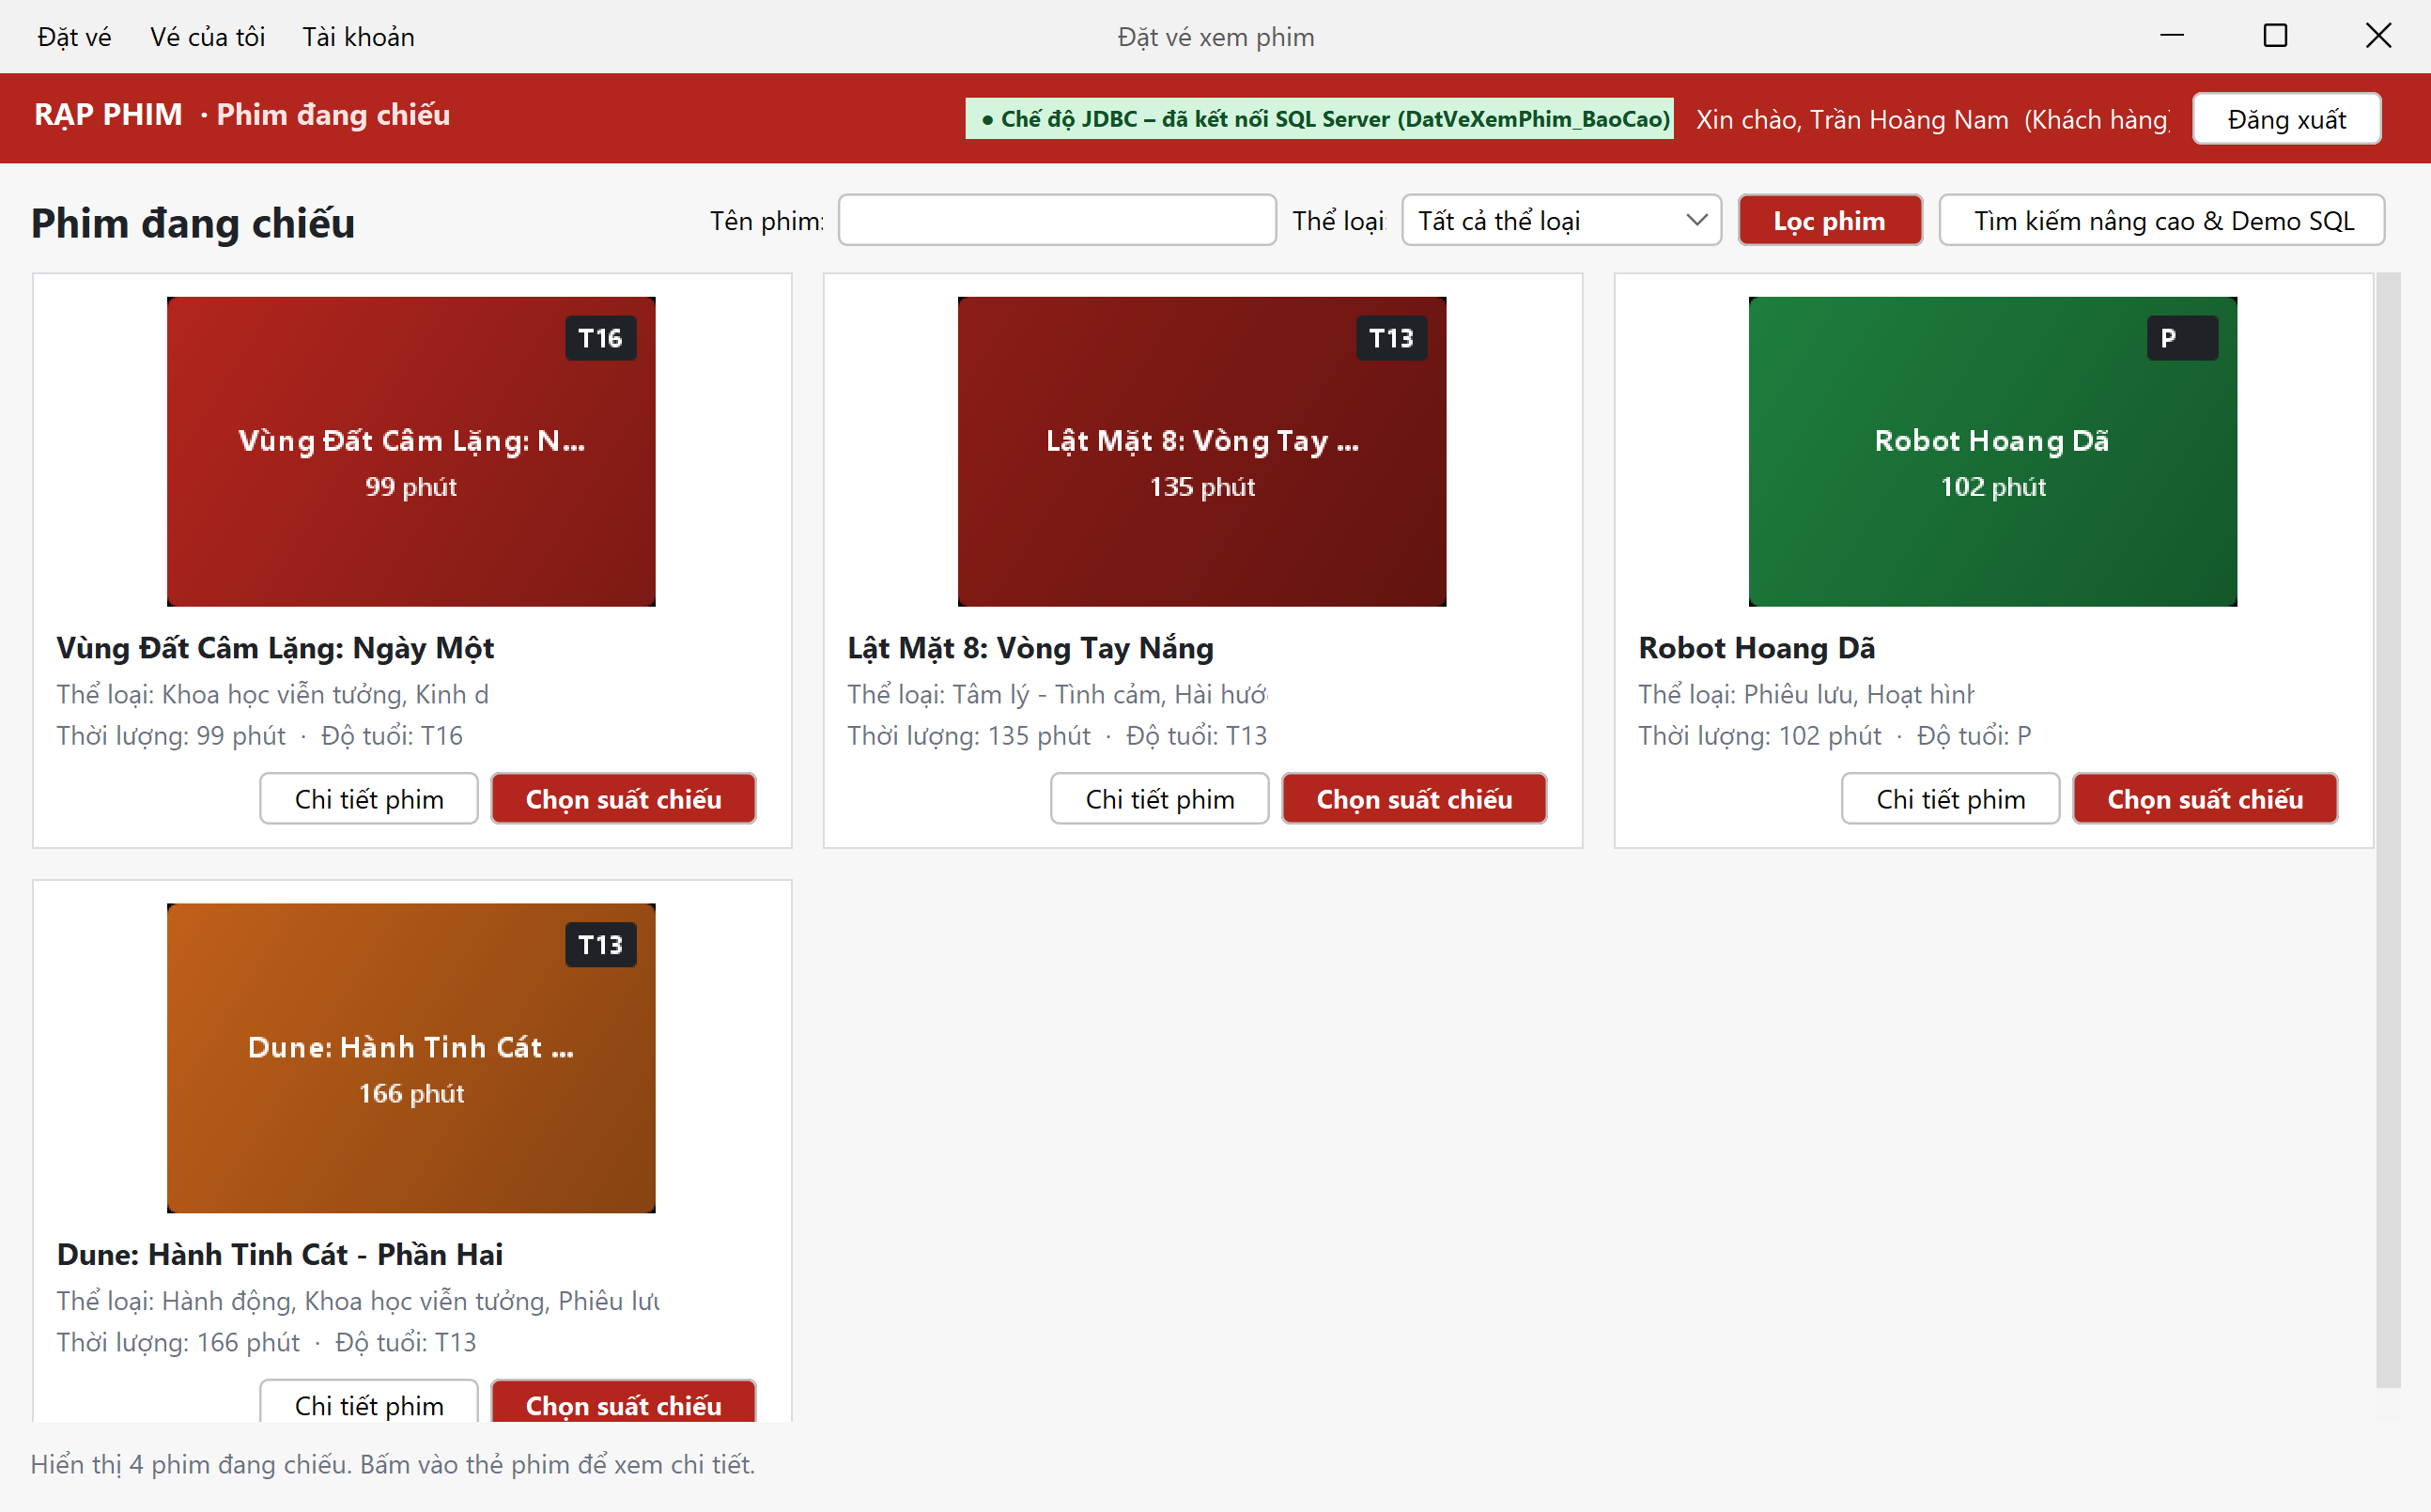 Đặt vé Vé của tôi Tài khoản Đặt vé xem phim
RẠP PHIM · Phim đang chiếu ● Chế độ JDBC – đã kết nối SQL Server (DatVeXemPhim_BaoCao) Xin chào, Trần Hoàng Nam (Khách hàng) Đăng xuất
Phim đang chiếu Tên phim: Thể loại: Tất cả thể loại Lọc phim Tìm kiếm nâng cao & Demo SQL
T16
Vùng Đất Câm Lặng: N...
99 phút
Vùng Đất Câm Lặng: Ngày Một
Thể loại: Khoa học viễn tưởng, Kinh d
Thời lượng: 99 phút · Độ tuổi: T16
Chi tiết phim Chọn suất chiếu
T13
Lật Mặt 8: Vòng Tay ...
135 phút
Lật Mặt 8: Vòng Tay Nắng
Thể loại: Tâm lý - Tình cảm, Hài hước
Thời lượng: 135 phút · Độ tuổi: T13
Chi tiết phim Chọn suất chiếu
P
Robot Hoang Dã
102 phút
Robot Hoang Dã
Thể loại: Phiêu lưu, Hoạt hình
Thời lượng: 102 phút · Độ tuổi: P
Chi tiết phim Chọn suất chiếu
T13
Dune: Hành Tinh Cát ...
166 phút
Dune: Hành Tinh Cát - Phần Hai
Thể loại: Hành động, Khoa học viễn tưởng, Phiêu lưu
Thời lượng: 166 phút · Độ tuổi: T13
Chi tiết phim Chọn suất chiếu
Hiển thị 4 phim đang chiếu. Bấm vào thẻ phim để xem chi tiết.